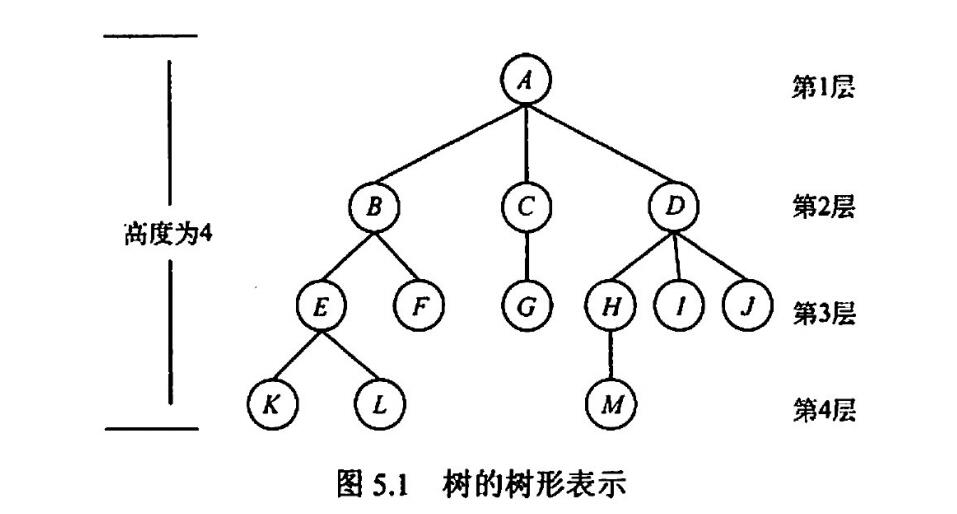 A
第1层
B C D
第2层
高度为4
E F G H I J
第3层
K L M
第4层
图 5.1 树的树形表示